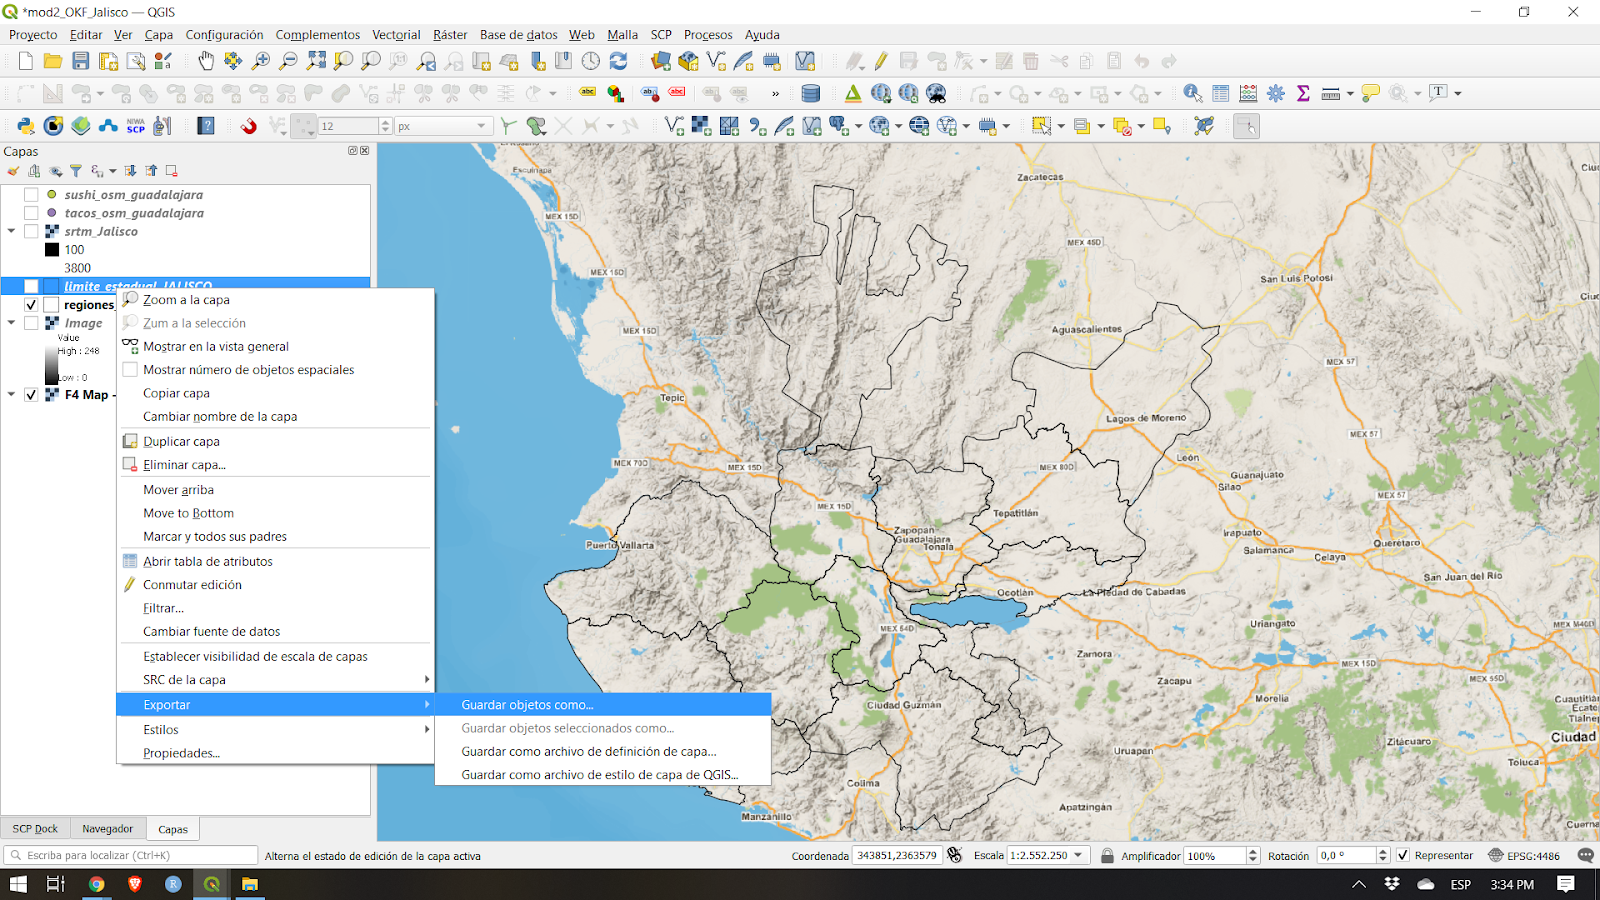 *mod2_OKF_Jalisco — QGIS
Proyecto Editar Ver Capa Configuración Complementos Vectorial Ráster Base de datos Web Malla SCP Procesos Ayuda
abc ab abc » Σ T
NIWA
SCP
12 px
Capas
sushi_osm_guadalajara
tacos_osm_guadalajara
srtm_Jalisco
100
3800
limite_estadual_JALISCO
regiones_
Image
Value
High : 248
Low : 0
F4 Map -
Zoom a la capa
Zum a la selección
Mostrar en la vista general
Mostrar número de objetos espaciales
Copiar capa
Cambiar nombre de la capa
Duplicar capa
Eliminar capa...
Mover arriba
Move to Bottom
Marcar y todos sus padres
Abrir tabla de atributos
Conmutar edición
Filtrar...
Cambiar fuente de datos
Establecer visibilidad de escala de capas
SRC de la capa
Exportar
Estilos
Propiedades...
Guardar objetos como...
Guardar objetos seleccionados como...
Guardar como archivo de definición de capa...
Guardar como archivo de estilo de capa de QGIS...
Escuinapa
Zacatecas
MEX 15D
MEX 45D
MEX 15D
San Luis Potosí
MEX 15D
Aguascalientes
MEX 57
Tepic
Lagos de Moreno
MEX 57
MEX 70D
MEX 15D
MEX 80D
León
Guanajuato
Silao
MEX 57
MEX 15D
Tepatitlán
Zapopan
Guadalajara
Tonala
Irapuato
Puerto Vallarta
Salamanca
Celaya
Querétaro
San Juan del Río
Ocotlán
La Piedad de Cabadas
Uriangato
MEX 54D
Zamora
MEX 15D
MEX 55D
Zacapu
Morelia
Ciudad Guzmán
Zitácuaro
Ciudad
Uruapan
Toluca
Colima
Apatzingán
Manzanillo
SCP Dock Navegador Capas
Escriba para localizar (Ctrl+K) Alterna el estado de edición de la capa activa Coordenada 343851,2363579 Escala 1:2.552.250 Amplificador 100% Rotación 0,0 ° Representar EPSG:4486
ESP 3:34 PM